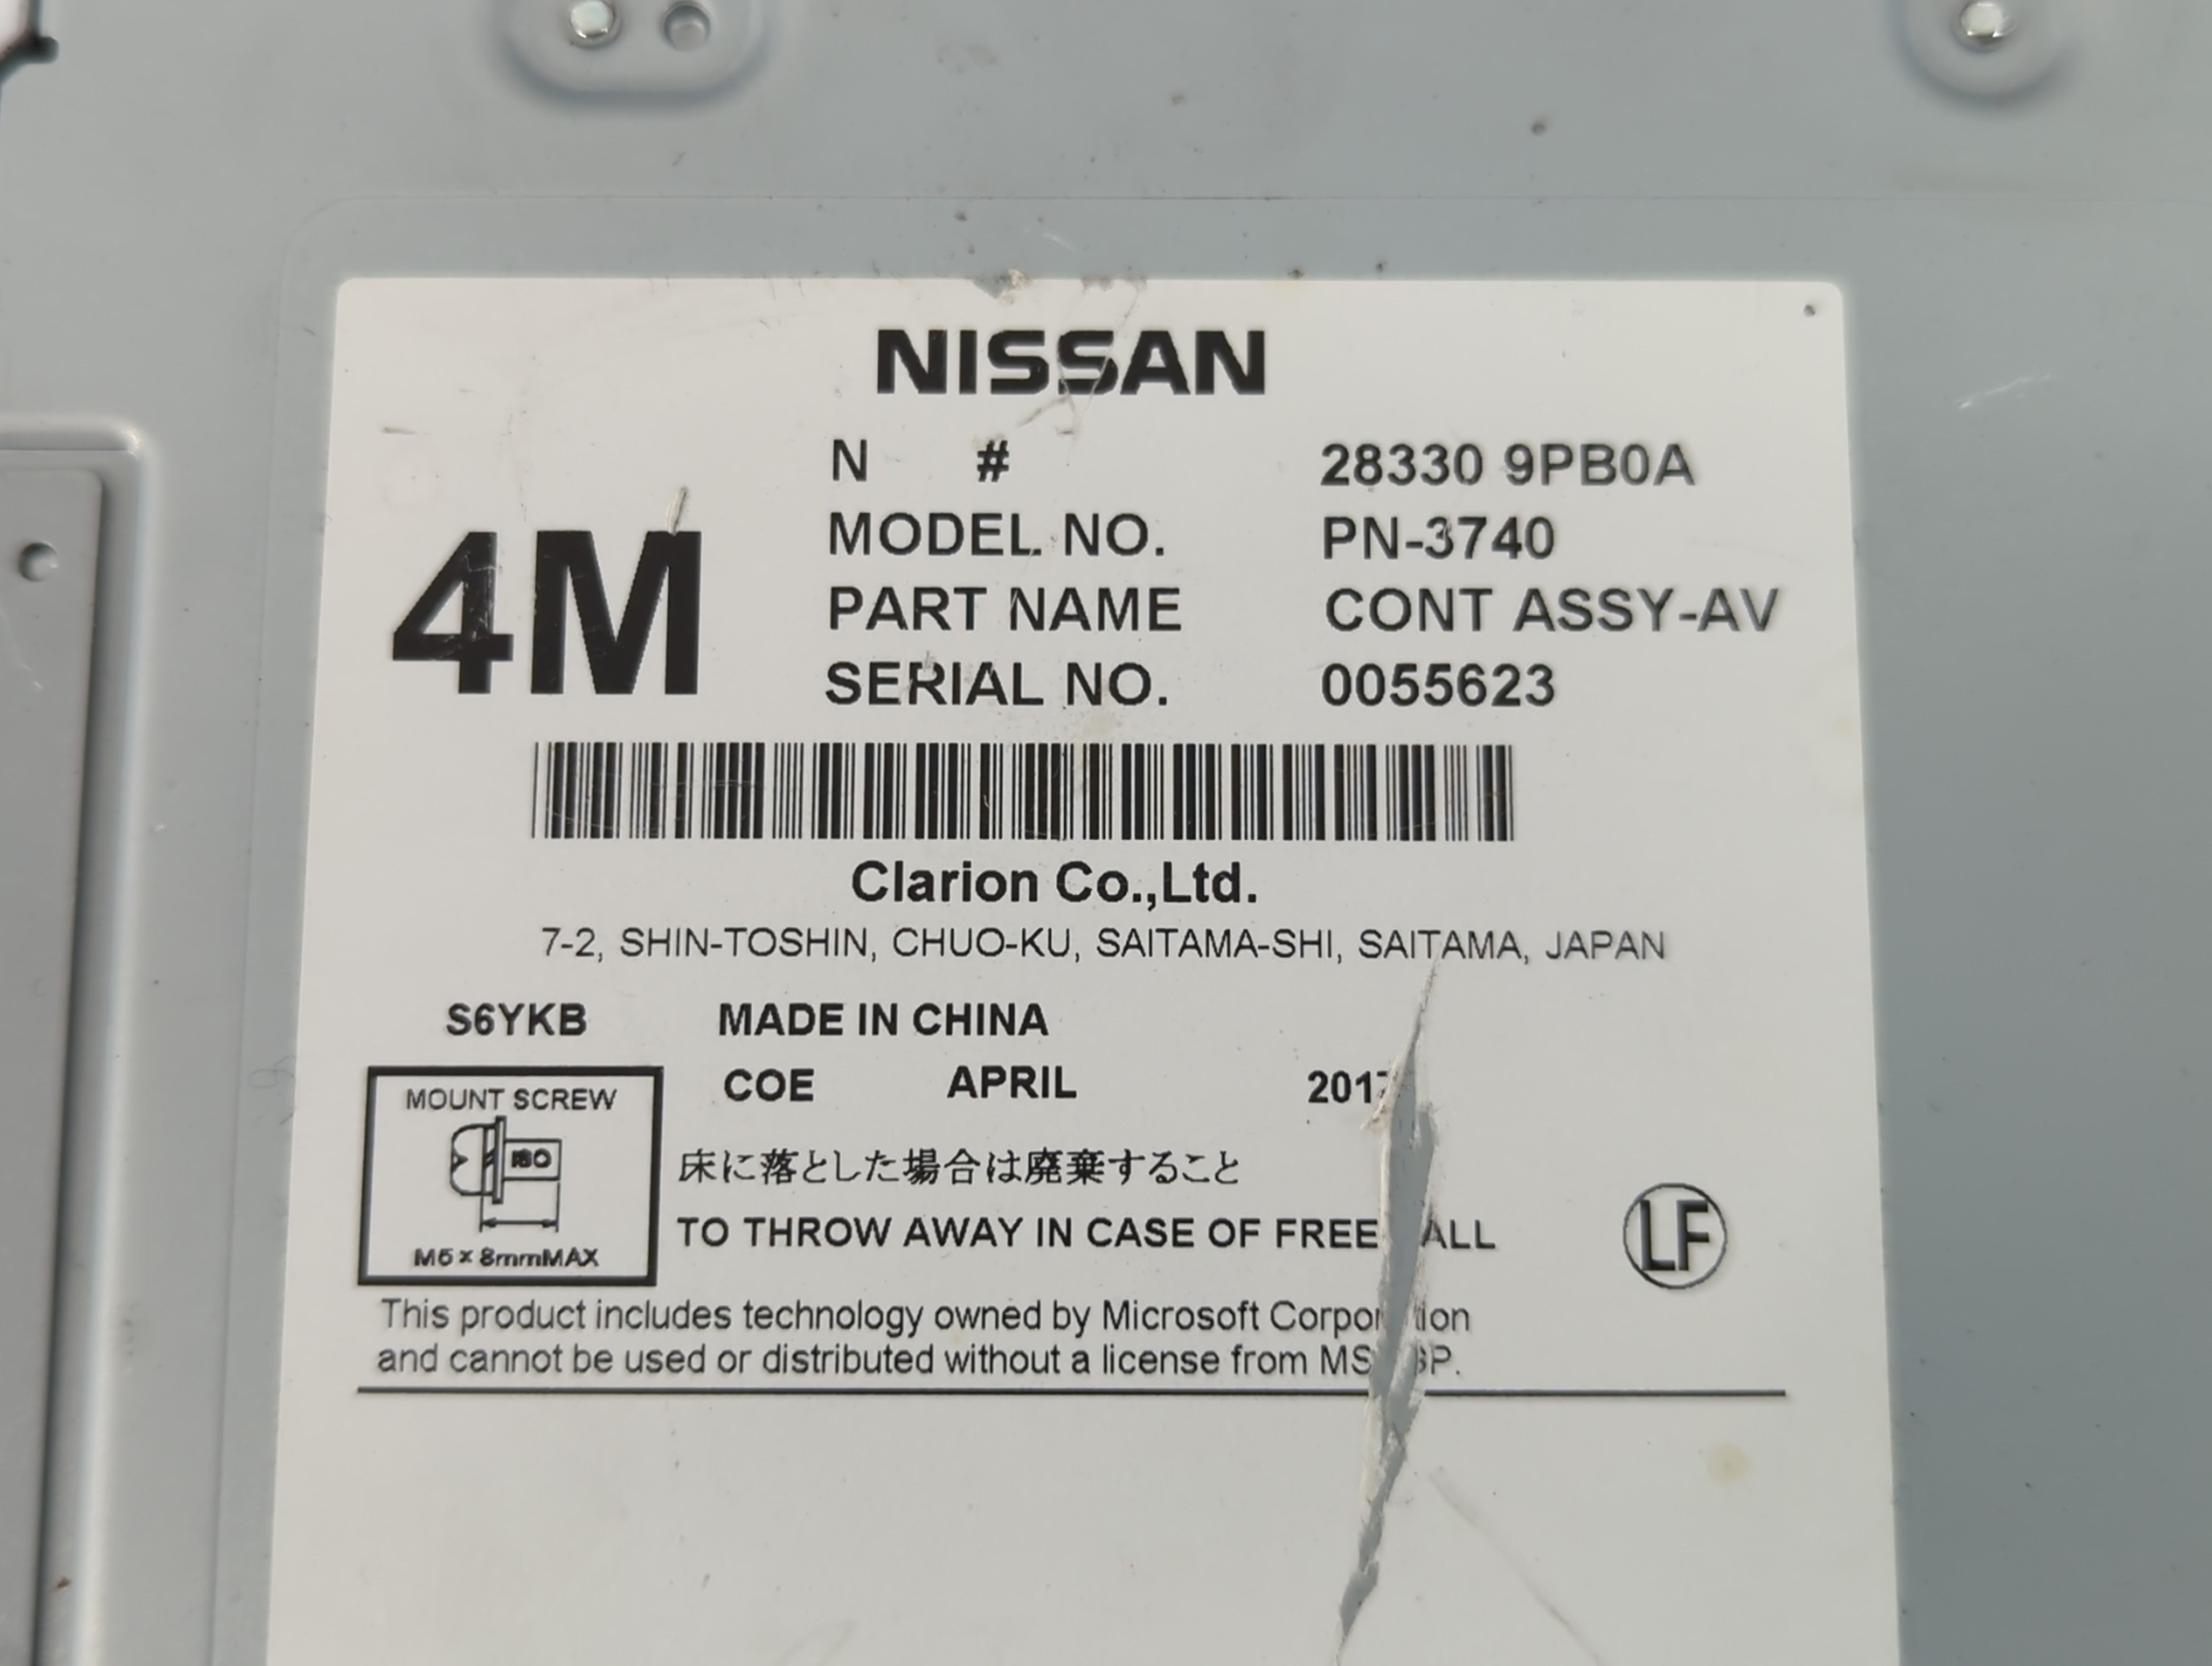 NISSAN
N # 28330 9PB0A
4M
MODEL NO. PN-3740
PART NAME CONT ASSY-AV
SERIAL NO. 0055623
Clarion Co.,Ltd.
7-2, SHIN-TOSHIN, CHUO-KU, SAITAMA-SHI, SAITAMA, JAPAN
S6YKB MADE IN CHINA
COE APRIL 2017
MOUNT SCREW
ISO
M5 × 8mmMAX
床に落とした場合は廃棄すること
TO THROW AWAY IN CASE OF FREE
LF
This product includes technology owned by Microsoft
and cannot be used or distributed without a license from